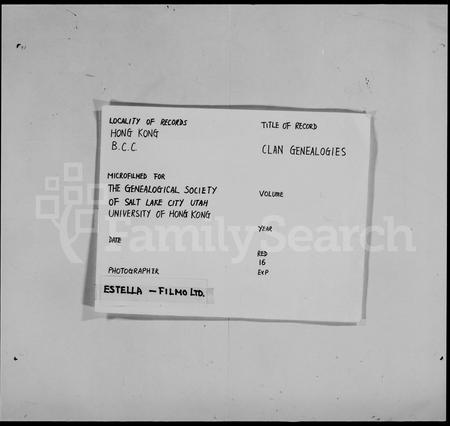 LOCALITY OF RECORDS
HONG KONG
B.C.C.
TITLE OF RECORD
CLAN GENEALOGIES
MICROFILMED FOR
THE GENEALOGICAL SOCIETY
OF SALT LAKE CITY UTAH
UNIVERSITY OF HONG KONG
VOLUME
YEAR
DATE
RED
16
EXP
PHOTOGRAPHER
ESTELLA – FILMO LTD.
FamilySearch